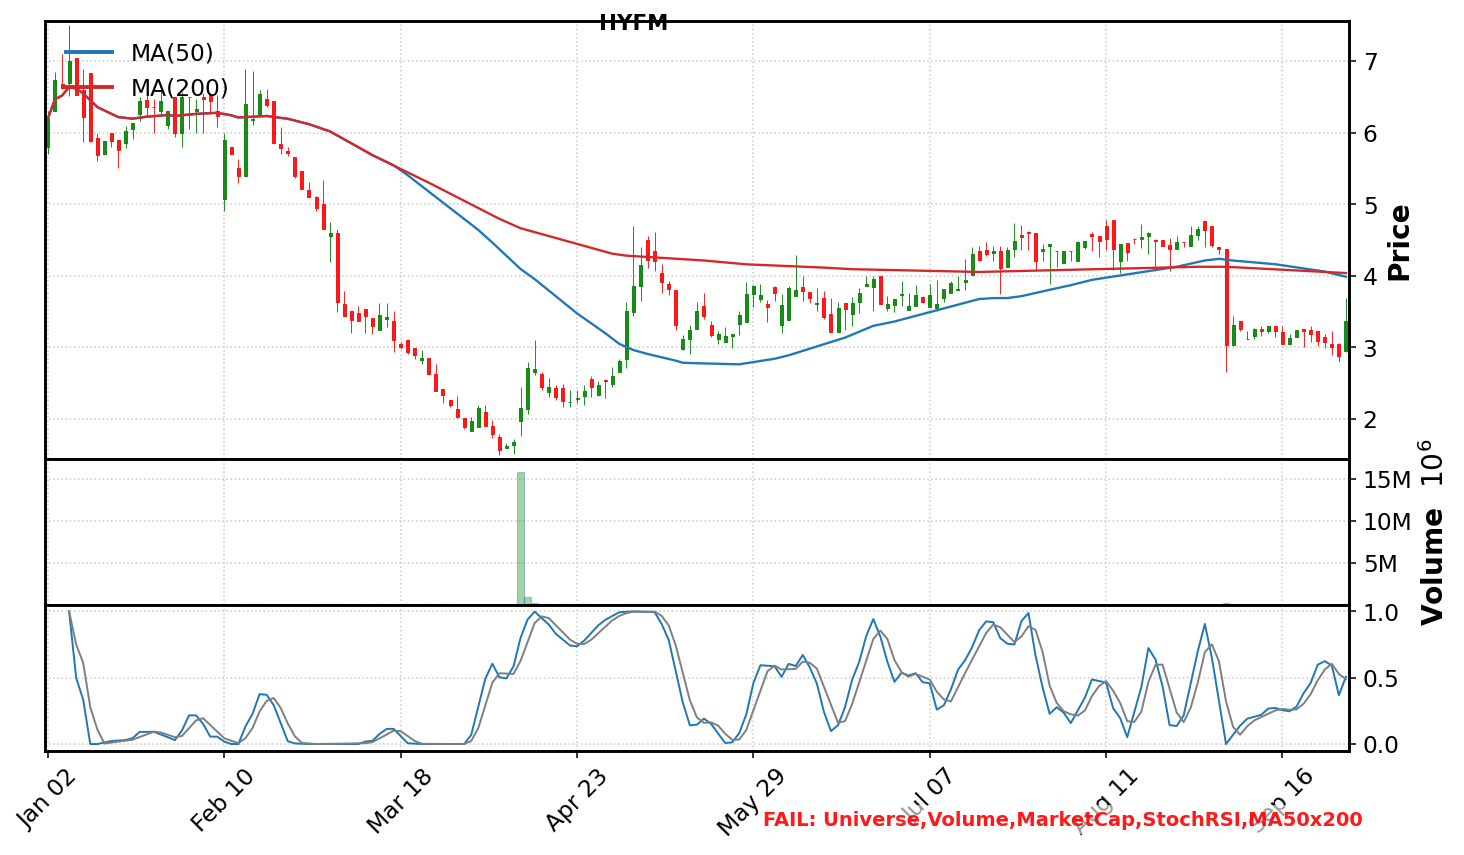 HYFM
MA(50)
MA(200)
7
6
5
4
3
2
Price
15M
10M
5M
Volume 10^6
1.0
0.5
0.0
Jan 02
Feb 10
Mar 18
Apr 23
May 29
Jul 07
Aug 11
Sep 16
FAIL: Universe,Volume,MarketCap,StochRSI,MA50x200